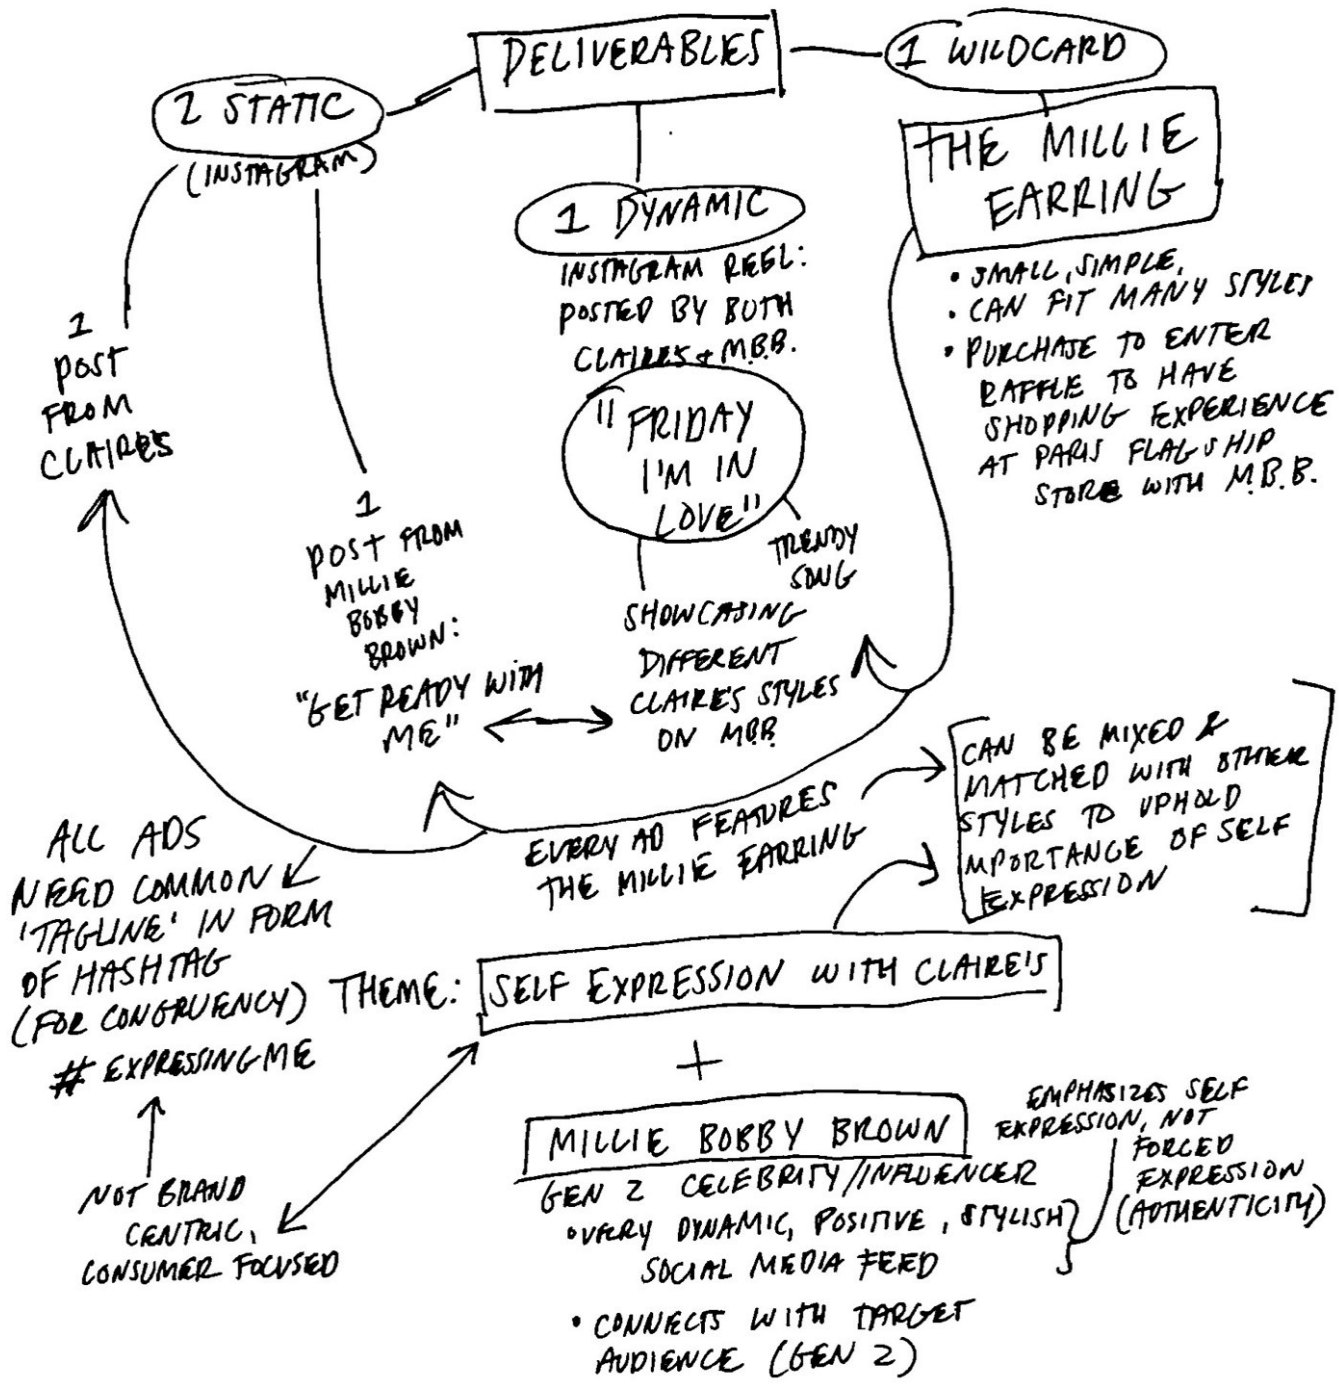 DELIVERABLES
1 WILDCARD
2 STATIC
(INSTAGRAM)
THE MILLIE
EARRING
1 DYNAMIC
INSTAGRAM REEL:
POSTED BY BOTH
CLAIRES + M.B.B.
• SMALL, SIMPLE,
• CAN FIT MANY STYLES
• PURCHASE TO ENTER
RAFFLE TO HAVE
SHOPPING EXPERIENCE
AT PARIS FLAGSHIP
STORE WITH M.B.B.
1
POST
FROM
CLAIRES
"FRIDAY
I'M IN
LOVE"
TRENDY
SONG
1
POST FROM
MILLIE
BOBBY
BROWN:
"GET READY WITH
ME"
SHOWCASING
DIFFERENT
CLAIRE'S STYLES
ON MBB
EVERY AD FEATURES
THE MILLIE EARRING
CAN BE MIXED &
MATCHED WITH OTHER
STYLES TO UPHOLD
IMPORTANCE OF SELF
EXPRESSION
ALL ADS
NEED COMMON
'TAGLINE' IN FORM
OF HASHTAG
(FOR CONGRUENCY)
# EXPRESSINGME
THEME: SELF EXPRESSION WITH CLAIRE'S
+
NOT BRAND
CENTRIC,
CONSUMER FOCUSED
MILLIE BOBBY BROWN
GEN Z CELEBRITY/INFLUENCER
• VERY DYNAMIC, POSITIVE, STYLISH
SOCIAL MEDIA FEED
• CONNECTS WITH TARGET
AUDIENCE (GEN Z)
EMPHASIZES SELF
EXPRESSION, NOT
FORCED
EXPRESSION
(AUTHENTICITY)